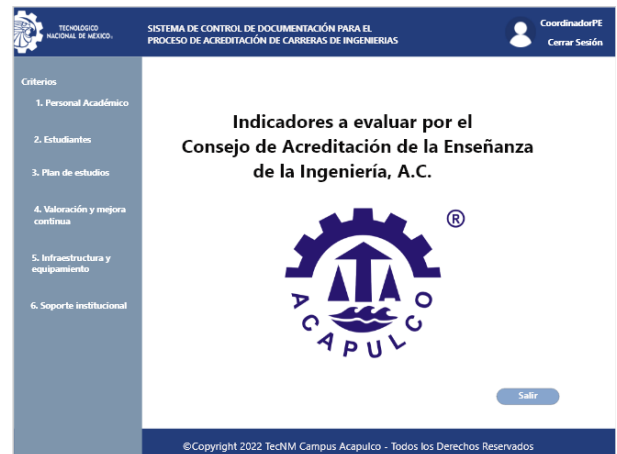 TECNOLÓGICO
NACIONAL DE MÉXICO®
SISTEMA DE CONTROL DE DOCUMENTACIÓN PARA EL
PROCESO DE ACREDITACIÓN DE CARRERAS DE INGENIERIAS
CoordinadorPE
Cerrar Sesión
Criterios
1. Personal Académico
2. Estudiantes
3. Plan de estudios
4. Valoración y mejora
continua
5. Infraestructura y
equipamiento
6. Soporte institucional
Indicadores a evaluar por el
Consejo de Acreditación de la Enseñanza
de la Ingeniería, A.C.
®
ITA
ACAPULCO
Salir
©Copyright 2022 TecNM Campus Acapulco - Todos los Derechos Reservados